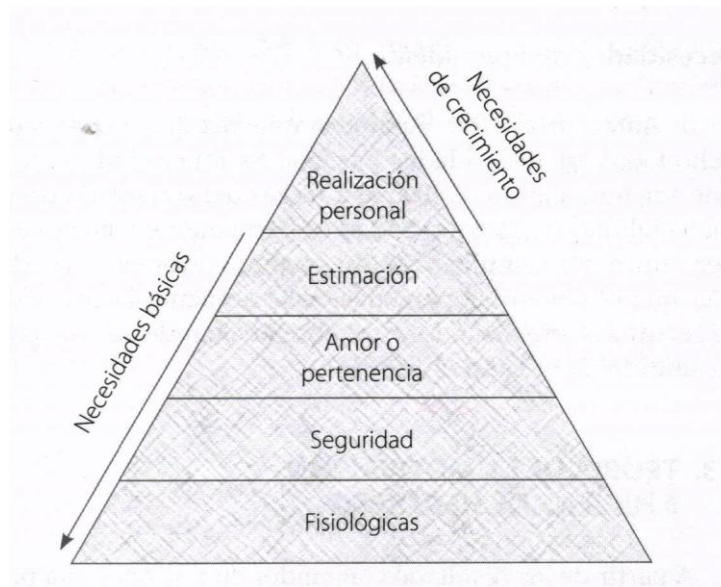 Necesidades
de crecimiento
Realización
personal
Necesidades básicas
Estimación
Amor o
pertenencia
Seguridad
Fisiológicas